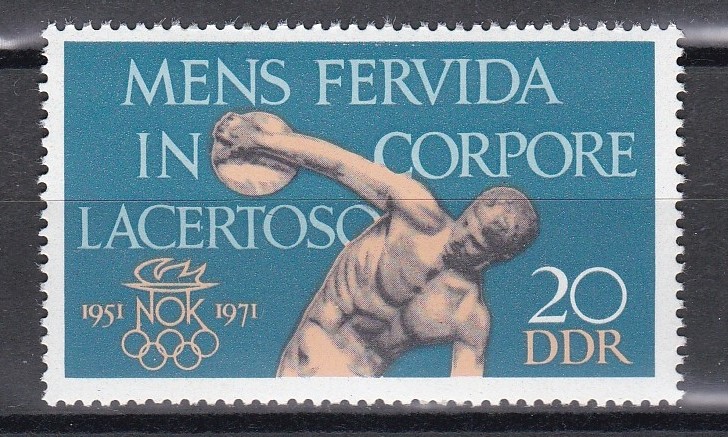 MENS FERVIDA
IN CORPORE
LACERTOSO
1951 NOK 1971
20
DDR